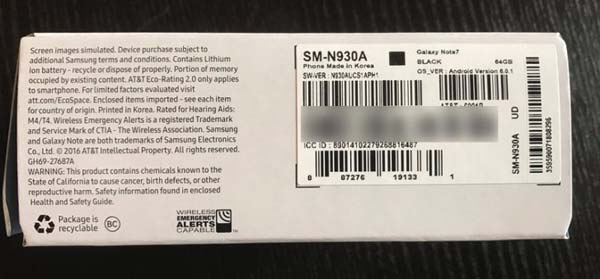 Screen images simulated. Device purchase subject to
additional Samsung terms and conditions. Contains Lithium
ion battery - recycle or dispose of properly. Portion of memory
occupied by existing content. AT&T Eco-Rating 2.0 only applies
to smartphone. For limited factors evaluated visit
att.com/EcoSpace. Enclosed items imported - see each item
for country of origin. Printed in Korea. Rated for Hearing Aids:
M4/T4. Wireless Emergency Alerts is a registered Trademark
and Service Mark of CTIA - The Wireless Association. Samsung
and Galaxy Note are both trademarks of Samsung Electronics
Co., Ltd. © 2016 AT&T Intellectual Property. All rights reserved.
GH69-27687A
WARNING: This product contains chemicals known to the
State of California to cause cancer, birth defects, or other
reproductive harm. Safety information found in enclosed
Health and Safety Guide.
Package is
recyclable
BC
WIRELESS
EMERGENCY
ALERTS
CAPABLE
SM-N930A
Phone Made in Korea
SW-VER : N930AUCS1APH1
Galaxy Note7
BLACK 64GB
OS_VER : Android Version 6.0.1
ICC ID : 89014102279268816487
8 87276 19133 1
SM-N930A UD